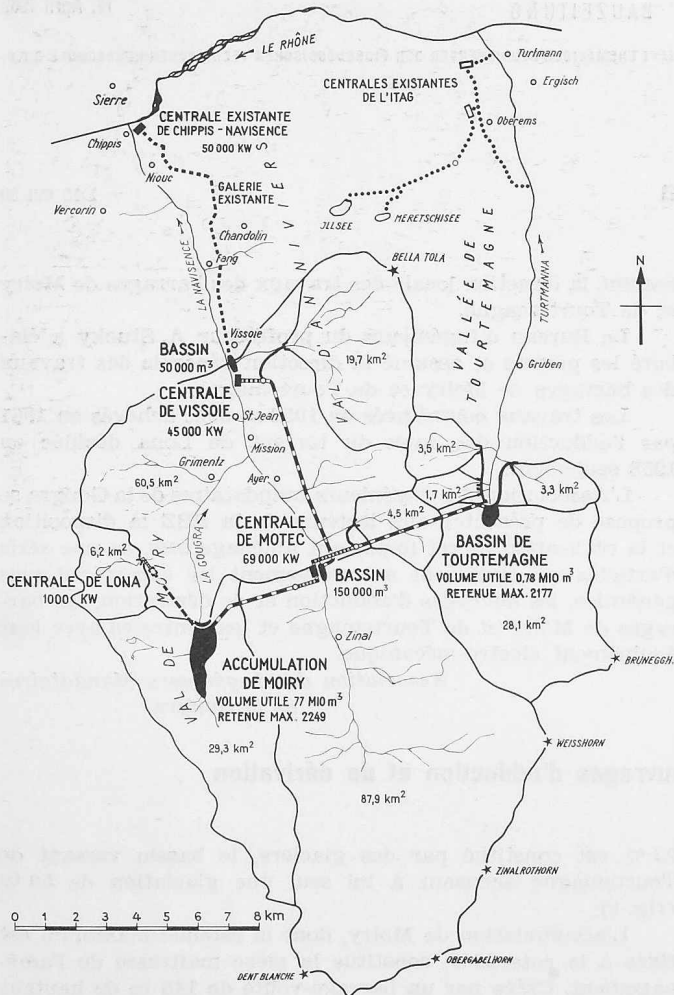 BAUZEITUNG
LE RHÔNE
Turtmann
CENTRALES EXISTANTES
DE L'ITAG
Ergisch
Sierre
CENTRALE EXISTANTE
DE CHIPPIS - NAVISENCE
50 000 KW
Oberems
Chippis
Niouc
GALERIE
EXISTANTE
Vercorin
Chandolin
ILLSEE
MERETSCHISEE
LA NAVISENCE
Fang
VAL D'ANNIVIERS
BELLA TOLA
VALLÉE DE
TOURTEMAGNE
TURTMÄNNA
N
Vissoie
BASSIN
50 000 m³
19,7 km²
Gruben
CENTRALE
DE VISSOIE
45 000 KW
St-Jean
Mission
3,5 km²
Grimentz
60,5 km²
Ayer
1,7 km²
3,3 km²
4,5 km²
CENTRALE
DE MOTEC
69 000 KW
BASSIN DE
TOURTEMAGNE
VOLUME UTILE 0.78 MIO m³
RETENUE MAX. 2177
LA GOUGRA
6,2 km²
CENTRALE DE LONA
1000
KW
BASSIN
150 000 m³
VAL DE MOIRY
Zinal
28,1 km²
ACCUMULATION
DE MOIRY
VOLUME UTILE 77 MIO m³
RETENUE MAX. 2249
BRUNEGGH.
29,3 km²
WEISSHORN
87,9 km²
ZINALROTHORN
0 1 2 3 4 6 8 km
OBERGABELHORN
DENT BLANCHE